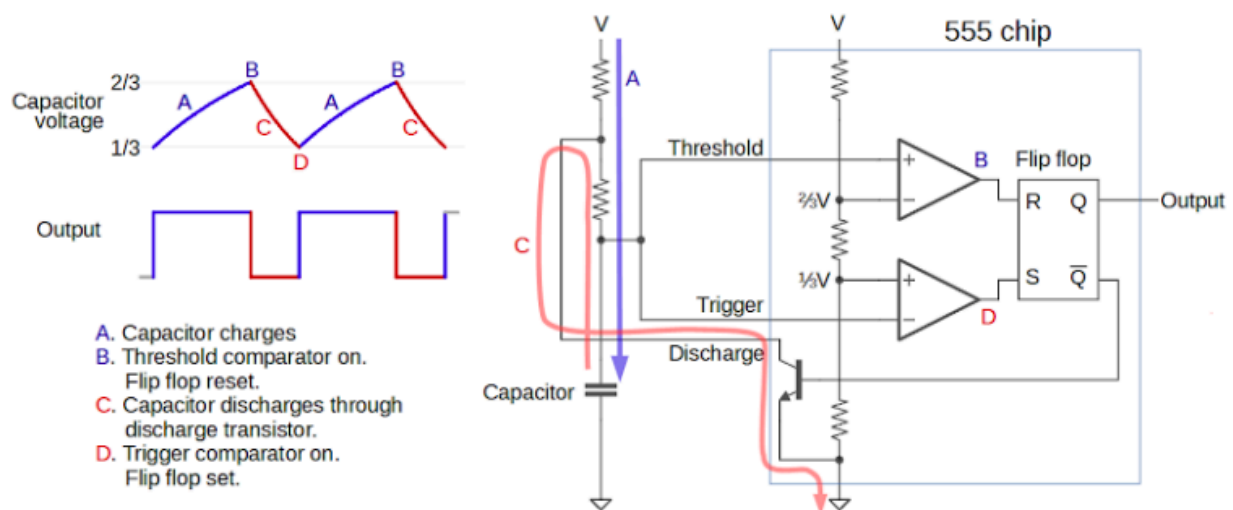 Capacitor
voltage
2/3
1/3
A
B
C
D
A
B
C
Output
A. Capacitor charges
B. Threshold comparator on.
Flip flop reset.
C. Capacitor discharges through
discharge transistor.
D. Trigger comparator on.
Flip flop set.
V
A
C
Capacitor
555 chip
V
Threshold
⅔V
⅓V
Trigger
Discharge
+
−
+
−
B
D
Flip flop
R Q
S Q̅
Output